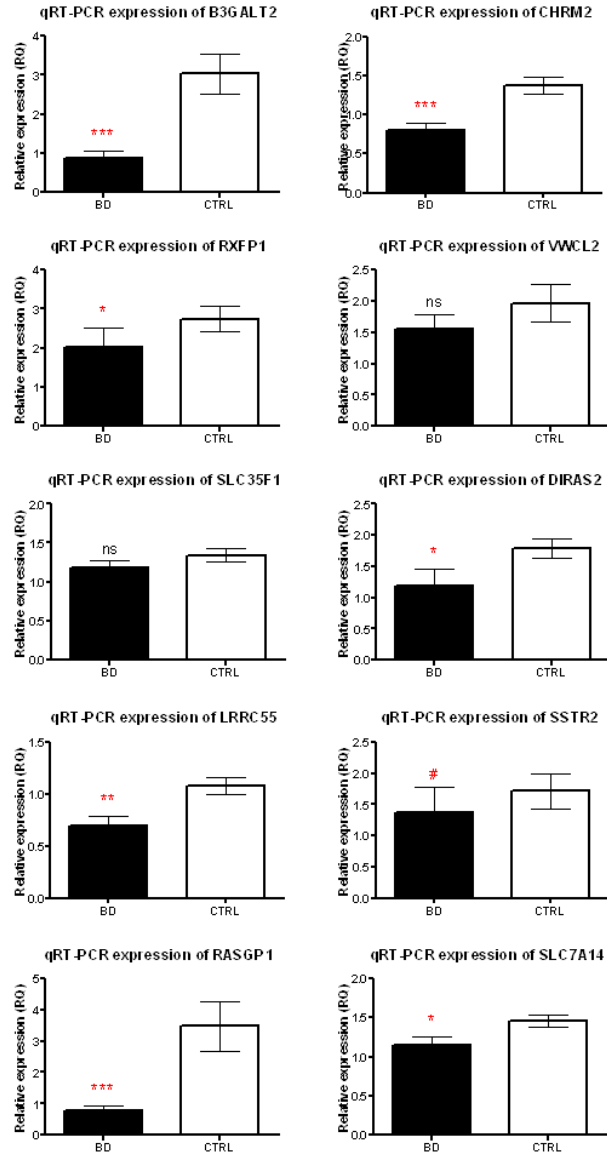 qRT-PCR expression of B3GALT2
Relative expression (RQ)
4
3
2
1
0
***
BD
CTRL
qRT-PCR expression of CHRM2
Relative expression (RQ)
2.0
1.5
1.0
0.5
0.0
***
BD
CTRL
qRT-PCR expression of RXFP1
Relative expression (RQ)
4
3
2
1
0
*
BD
CTRL
qRT-PCR expression of VWCL2
Relative expression (RQ)
2.5
2.0
1.5
1.0
0.5
0.0
ns
BD
CTRL
qRT-PCR expression of SLC35F1
Relative expression (RQ)
2.0
1.5
1.0
0.5
0.0
ns
BD
CTRL
qRT-PCR expression of DIRAS2
Relative expression (RQ)
2.5
2.0
1.5
1.0
0.5
0.0
*
BD
CTRL
qRT-PCR expression of LRRC55
Relative expression (RQ)
1.5
1.0
0.5
0.0
**
BD
CTRL
qRT-PCR expression of SSTR2
Relative expression (RQ)
2.5
2.0
1.5
1.0
0.5
0.0
#
BD
CTRL
qRT-PCR expression of RASGP1
Relative expression (RQ)
5
4
3
2
1
0
***
BD
CTRL
qRT-PCR expression of SLC7A14
Relative expression (RQ)
2.0
1.5
1.0
0.5
0.0
*
BD
CTRL